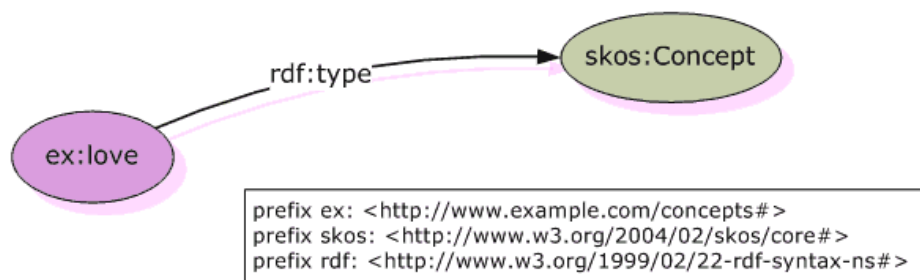 skos:Concept
rdf:type
ex:love
prefix ex: <http://www.example.com/concepts#>
prefix skos: <http://www.w3.org/2004/02/skos/core#>
prefix rdf: <http://www.w3.org/1999/02/22-rdf-syntax-ns#>